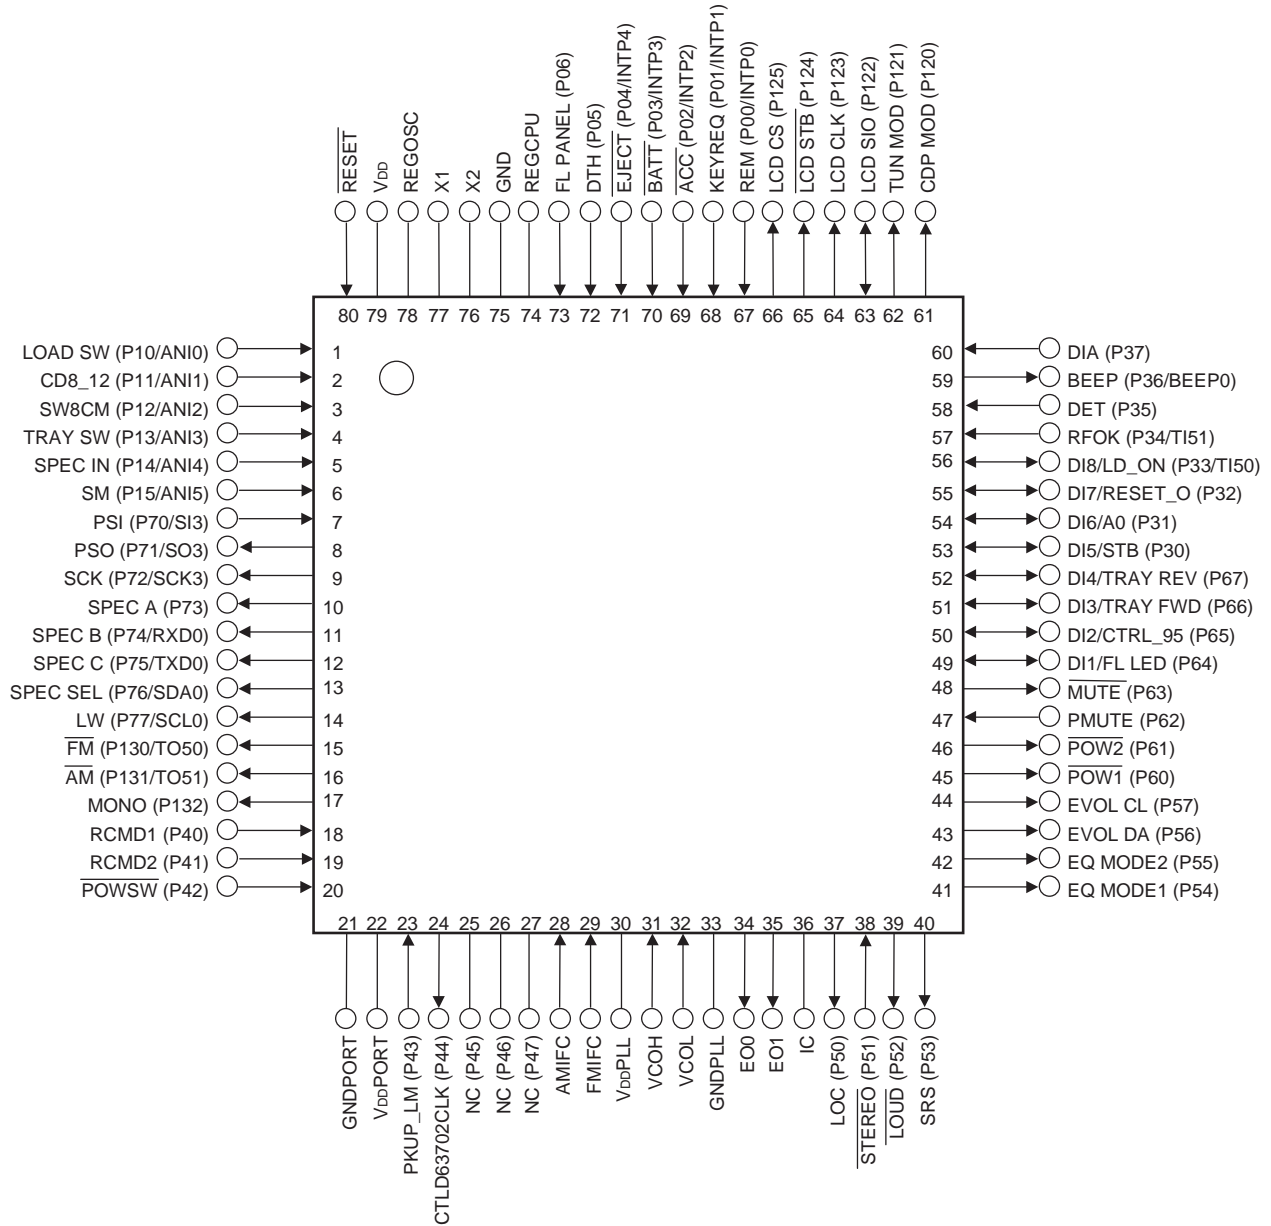 RESET
VDD
REGOSC
X1
X2
GND
REGCPU
FL PANEL (P06)
DTH (P05)
EJECT (P04/INTP4)
BATT (P03/INTP3)
ACC (P02/INTP2)
KEYREQ (P01/INTP1)
REM (P00/INTP0)
LCD CS (P125)
LCD STB (P124)
LCD CLK (P123)
LCD SIO (P122)
TUN MOD (P121)
CDP MOD (P120)
80 79 78 77 76 75 74 73 72 71 70 69 68 67 66 65 64 63 62 61
LOAD SW (P10/ANI0) 1
CD8_12 (P11/ANI1) 2
SW8CM (P12/ANI2) 3
TRAY SW (P13/ANI3) 4
SPEC IN (P14/ANI4) 5
SM (P15/ANI5) 6
PSI (P70/SI3) 7
PSO (P71/SO3) 8
SCK (P72/SCK3) 9
SPEC A (P73) 10
SPEC B (P74/RXD0) 11
SPEC C (P75/TXD0) 12
SPEC SEL (P76/SDA0) 13
LW (P77/SCL0) 14
FM (P130/TO50) 15
AM (P131/TO51) 16
MONO (P132) 17
RCMD1 (P40) 18
RCMD2 (P41) 19
POWSW (P42) 20
60 DIA (P37)
59 BEEP (P36/BEEP0)
58 DET (P35)
57 RFOK (P34/TI51)
56 DI8/LD_ON (P33/TI50)
55 DI7/RESET_O (P32)
54 DI6/A0 (P31)
53 DI5/STB (P30)
52 DI4/TRAY REV (P67)
51 DI3/TRAY FWD (P66)
50 DI2/CTRL_95 (P65)
49 DI1/FL LED (P64)
48 MUTE (P63)
47 PMUTE (P62)
46 POW2 (P61)
45 POW1 (P60)
44 EVOL CL (P57)
43 EVOL DA (P56)
42 EQ MODE2 (P55)
41 EQ MODE1 (P54)
21 22 23 24 25 26 27 28 29 30 31 32 33 34 35 36 37 38 39 40
GNDPORT
VDDPORT
PKUP_LM (P43)
CTLD63702CLK (P44)
NC (P45)
NC (P46)
NC (P47)
AMIFC
FMIFC
VDDPLL
VCOH
VCOL
GNDPLL
EO0
EO1
IC
LOC (P50)
STEREO (P51)
LOUD (P52)
SRS (P53)